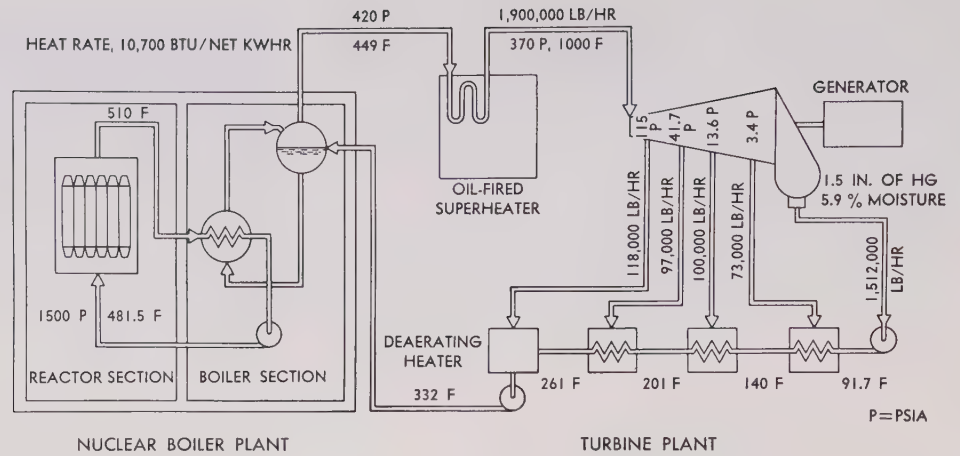 420 P
1,900,000 LB/HR
HEAT RATE, 10,700 BTU/NET KWHR
449 F
370 P, 1000 F
GENERATOR
510 F
115 P
41.7 P
13.6 P
3.4 P
OIL-FIRED
SUPERHEATER
1.5 IN. OF HG
5.9 % MOISTURE
118,000 LB/HR
97,000 LB/HR
100,000 LB/HR
73,000 LB/HR
1,512,000
LB/HR
1500 P
481.5 F
DEAERATING
HEATER
REACTOR SECTION
BOILER SECTION
332 F
261 F
201 F
140 F
91.7 F
P=PSIA
NUCLEAR BOILER PLANT
TURBINE PLANT